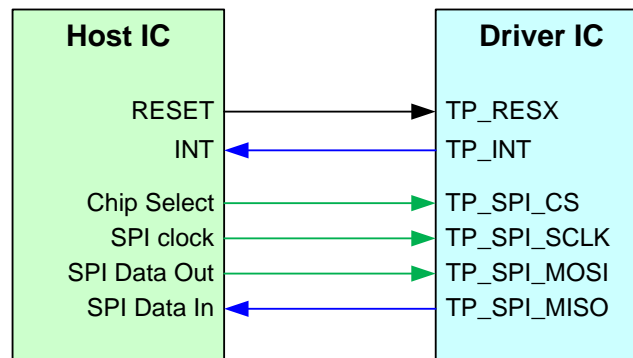 Host IC Driver IC
RESET TP_RESX
INT TP_INT
Chip Select TP_SPI_CS
SPI clock TP_SPI_SCLK
SPI Data Out TP_SPI_MOSI
SPI Data In TP_SPI_MISO